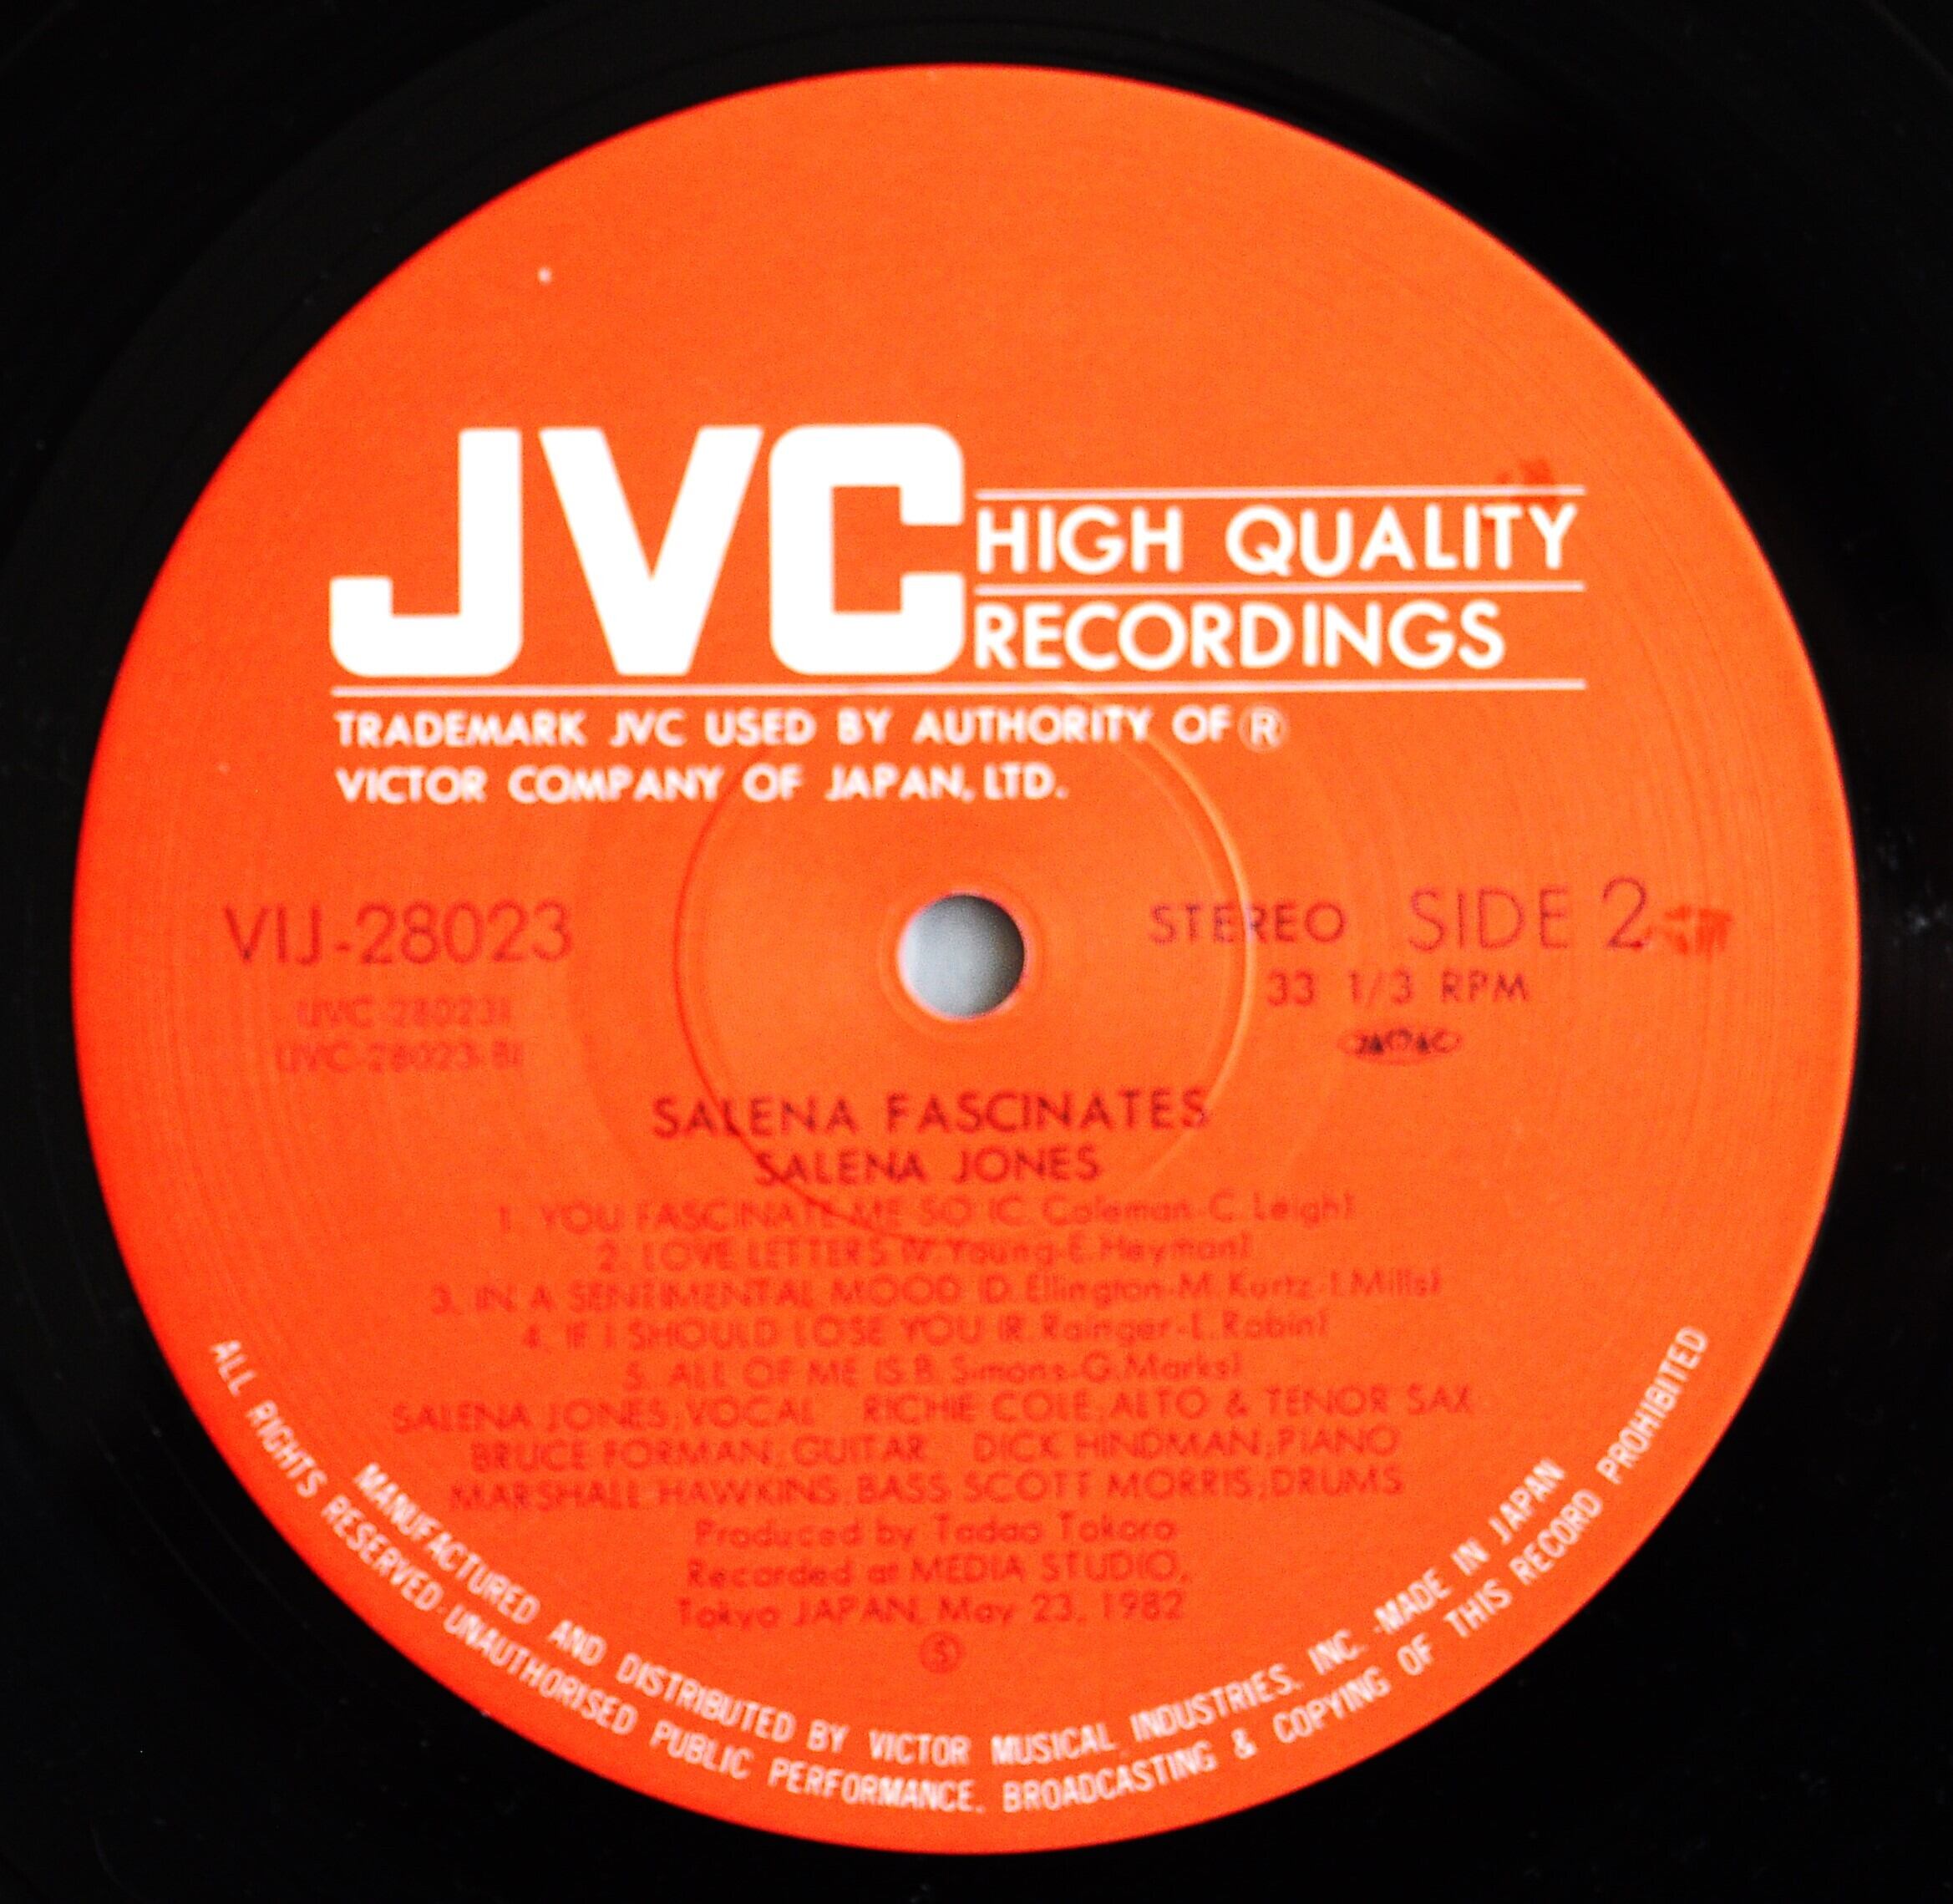 JVC HIGH QUALITY
RECORDINGS
TRADEMARK JVC USED BY AUTHORITY OF Ⓡ
VICTOR COMPANY OF JAPAN, LTD.
VIJ-28023
STEREO SIDE 2
33 1/3 RPM
JASRAC
SALENA FASCINATES
SALENA JONES
1. YOU FASCINATE ME SO (C. Coleman-C. Leigh)
2. LOVE LETTERS (V. Young-E. Heyman)
3. IN A SENTIMENTAL MOOD (D. Ellington-M. Kurtz-I. Mills)
4. IF I SHOULD LOSE YOU (R. Rainger-L. Robin)
5. ALL OF ME (S.B. Simons-G. Marks)
SALENA JONES; VOCAL RICHIE COLE; ALTO & TENOR SAX
BRUCE FORMAN; GUITAR DICK HINDMAN; PIANO
MARSHALL HAWKINS; BASS SCOTT MORRIS; DRUMS
Produced by Tadao Tokoro
Recorded at MEDIA STUDIO,
Tokyo JAPAN, May 23, 1982
Ⓢ
MANUFACTURED AND DISTRIBUTED BY VICTOR MUSICAL INDUSTRIES, INC. ·MADE IN JAPAN
ALL RIGHTS RESERVED·UNAUTHORISED PUBLIC PERFORMANCE, BROADCASTING & COPYING OF THIS RECORD PROHIBITED